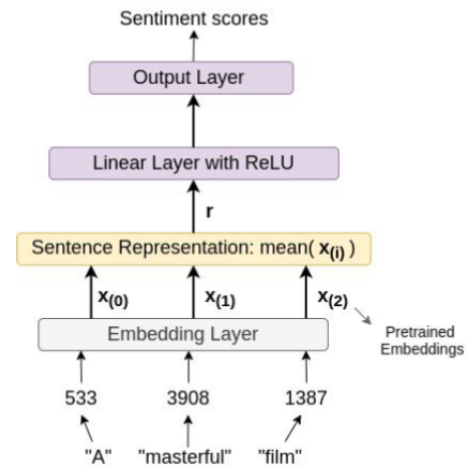 Sentiment scores
Output Layer
Linear Layer with ReLU
r
Sentence Representation: mean( x(i) )
x(0) x(1) x(2)
Embedding Layer
Pretrained
Embeddings
533 3908 1387
"A" "masterful" "film"